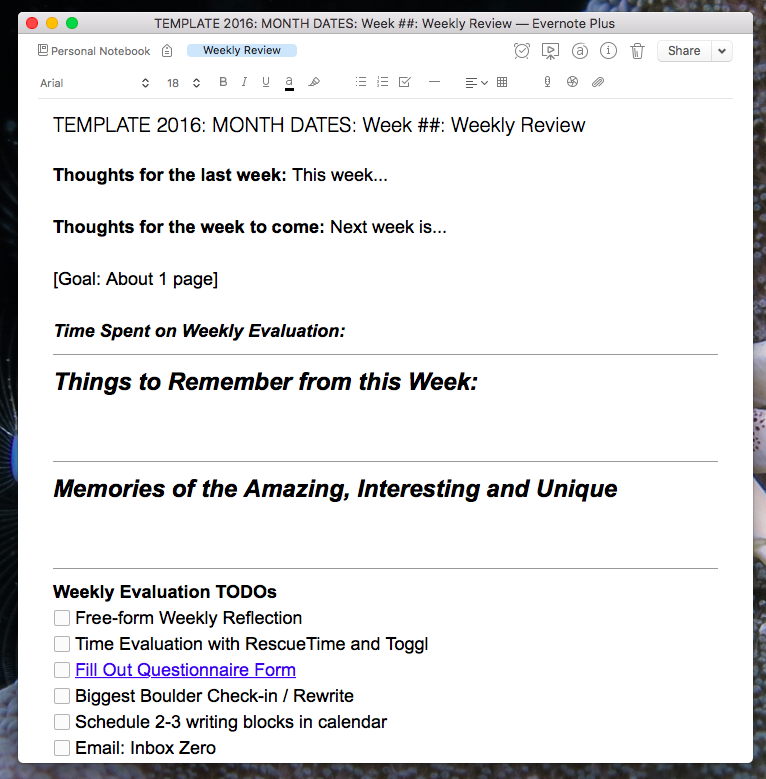 TEMPLATE 2016: MONTH DATES: Week ##: Weekly Review — Evernote Plus
Personal Notebook Weekly Review Share
Arial 18 B I U a
TEMPLATE 2016: MONTH DATES: Week ##: Weekly Review
Thoughts for the last week: This week...
Thoughts for the week to come: Next week is...
[Goal: About 1 page]
Time Spent on Weekly Evaluation:
Things to Remember from this Week:
Memories of the Amazing, Interesting and Unique
Weekly Evaluation TODOs
Free-form Weekly Reflection
Time Evaluation with RescueTime and Toggl
Fill Out Questionnaire Form
Biggest Boulder Check-in / Rewrite
Schedule 2-3 writing blocks in calendar
Email: Inbox Zero